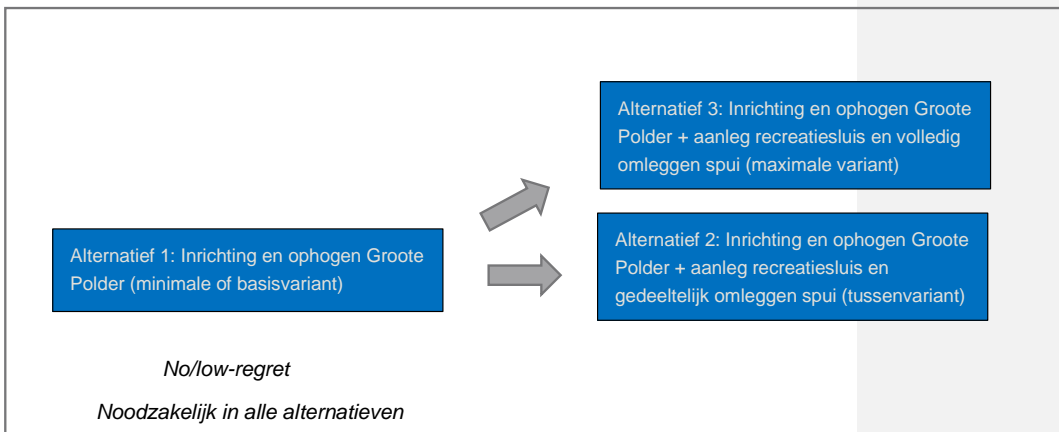 Alternatief 3: Inrichting en ophogen Groote
Polder + aanleg recreatiesluis en volledig
omleggen spui (maximale variant)
Alternatief 1: Inrichting en ophogen Groote
Polder (minimale of basisvariant)
Alternatief 2: Inrichting en ophogen Groote
Polder + aanleg recreatiesluis en
gedeeltelijk omleggen spui (tussenvariant)
No/low-regret
Noodzakelijk in alle alternatieven